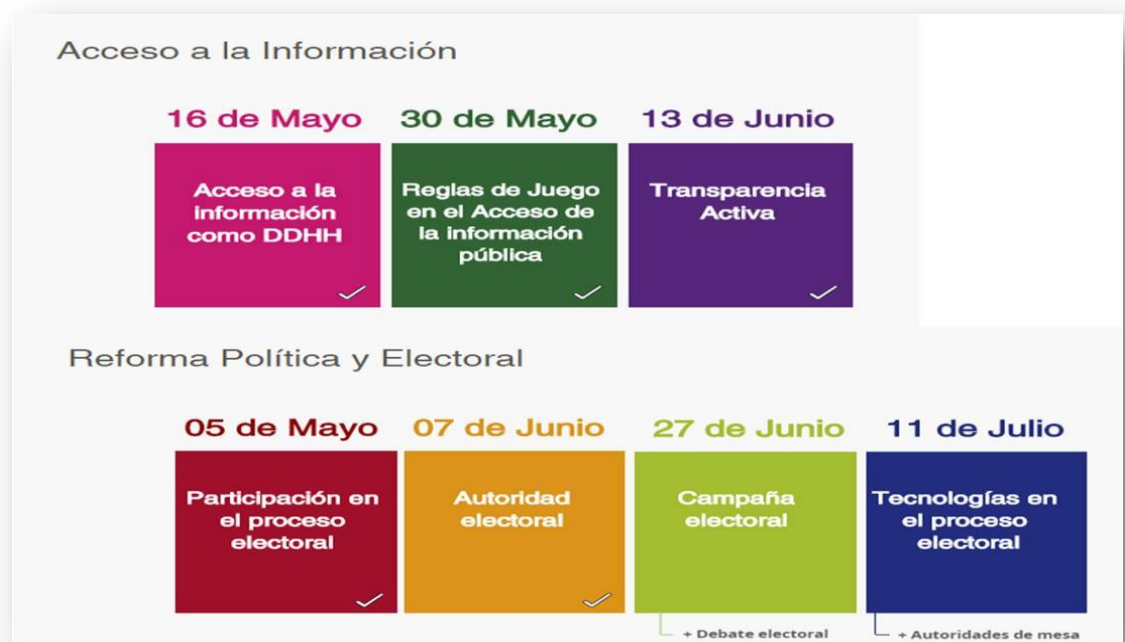 Acceso a la Información
16 de Mayo
30 de Mayo
13 de Junio
Acceso a la
información
como DDHH
Reglas de Juego
en el Acceso de
la información
pública
Transparencia
Activa
Reforma Política y Electoral
05 de Mayo
07 de Junio
27 de Junio
11 de Julio
Participación en
el proceso
electoral
Autoridad
electoral
Campaña
electoral
Tecnologías en
el proceso
electoral
+ Debate electoral
+ Autoridades de mesa